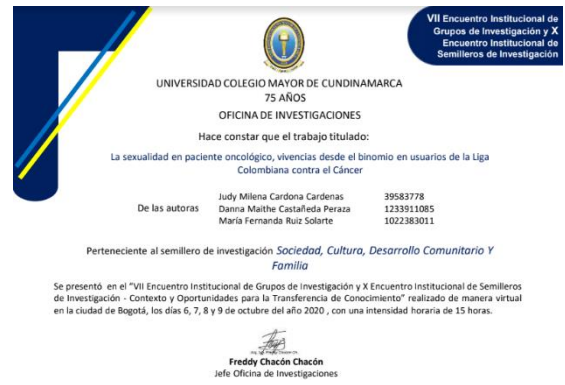 VII Encuentro Institucional de
Grupos de Investigación y X
Encuentro Institucional de
Semilleros de Investigación
UNIVERSIDAD COLEGIO MAYOR DE CUNDINAMARCA
75 AÑOS
OFICINA DE INVESTIGACIONES
Hace constar que el trabajo titulado:
La sexualidad en paciente oncológico, vivencias desde el binomio en usuarios de la Liga
Colombiana contra el Cáncer
De las autoras
Judy Milena Cardona Cardenas 39583778
Danna Maithe Castañeda Peraza 1233911085
María Fernanda Ruiz Solarte 1022383011
Perteneciente al semillero de investigación Sociedad, Cultura, Desarrollo Comunitario Y
Familia
Se presentó en el "VII Encuentro Institucional de Grupos de Investigación y X Encuentro Institucional de Semilleros
de Investigación - Contexto y Oportunidades para la Transferencia de Conocimiento" realizado de manera virtual
en la ciudad de Bogotá, los días 6, 7, 8 y 9 de octubre del año 2020 , con una intensidad horaria de 15 horas.
Freddy Chacón Chacón
Jefe Oficina de Investigaciones